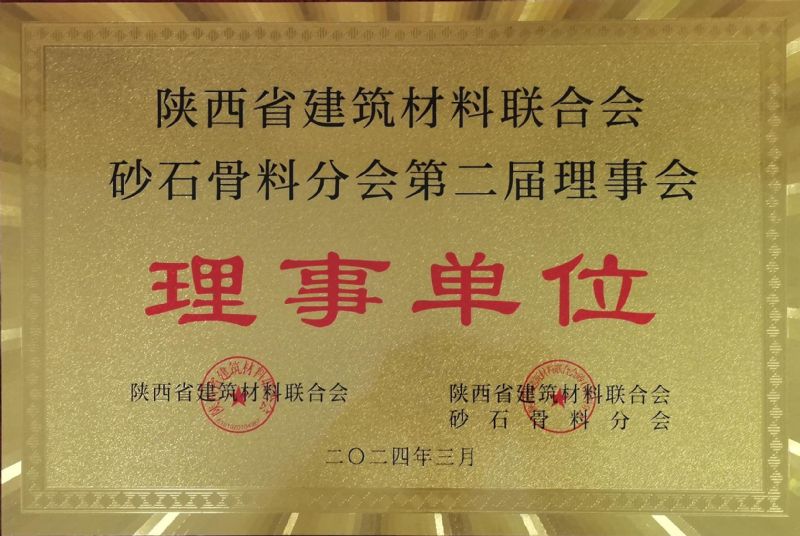 陕西省建筑材料联合会
砂石骨料分会第二届理事会
理事单位
陕西省建筑材料联合会
陕西省建筑材料联合会
砂石骨料分会
二〇二四年三月